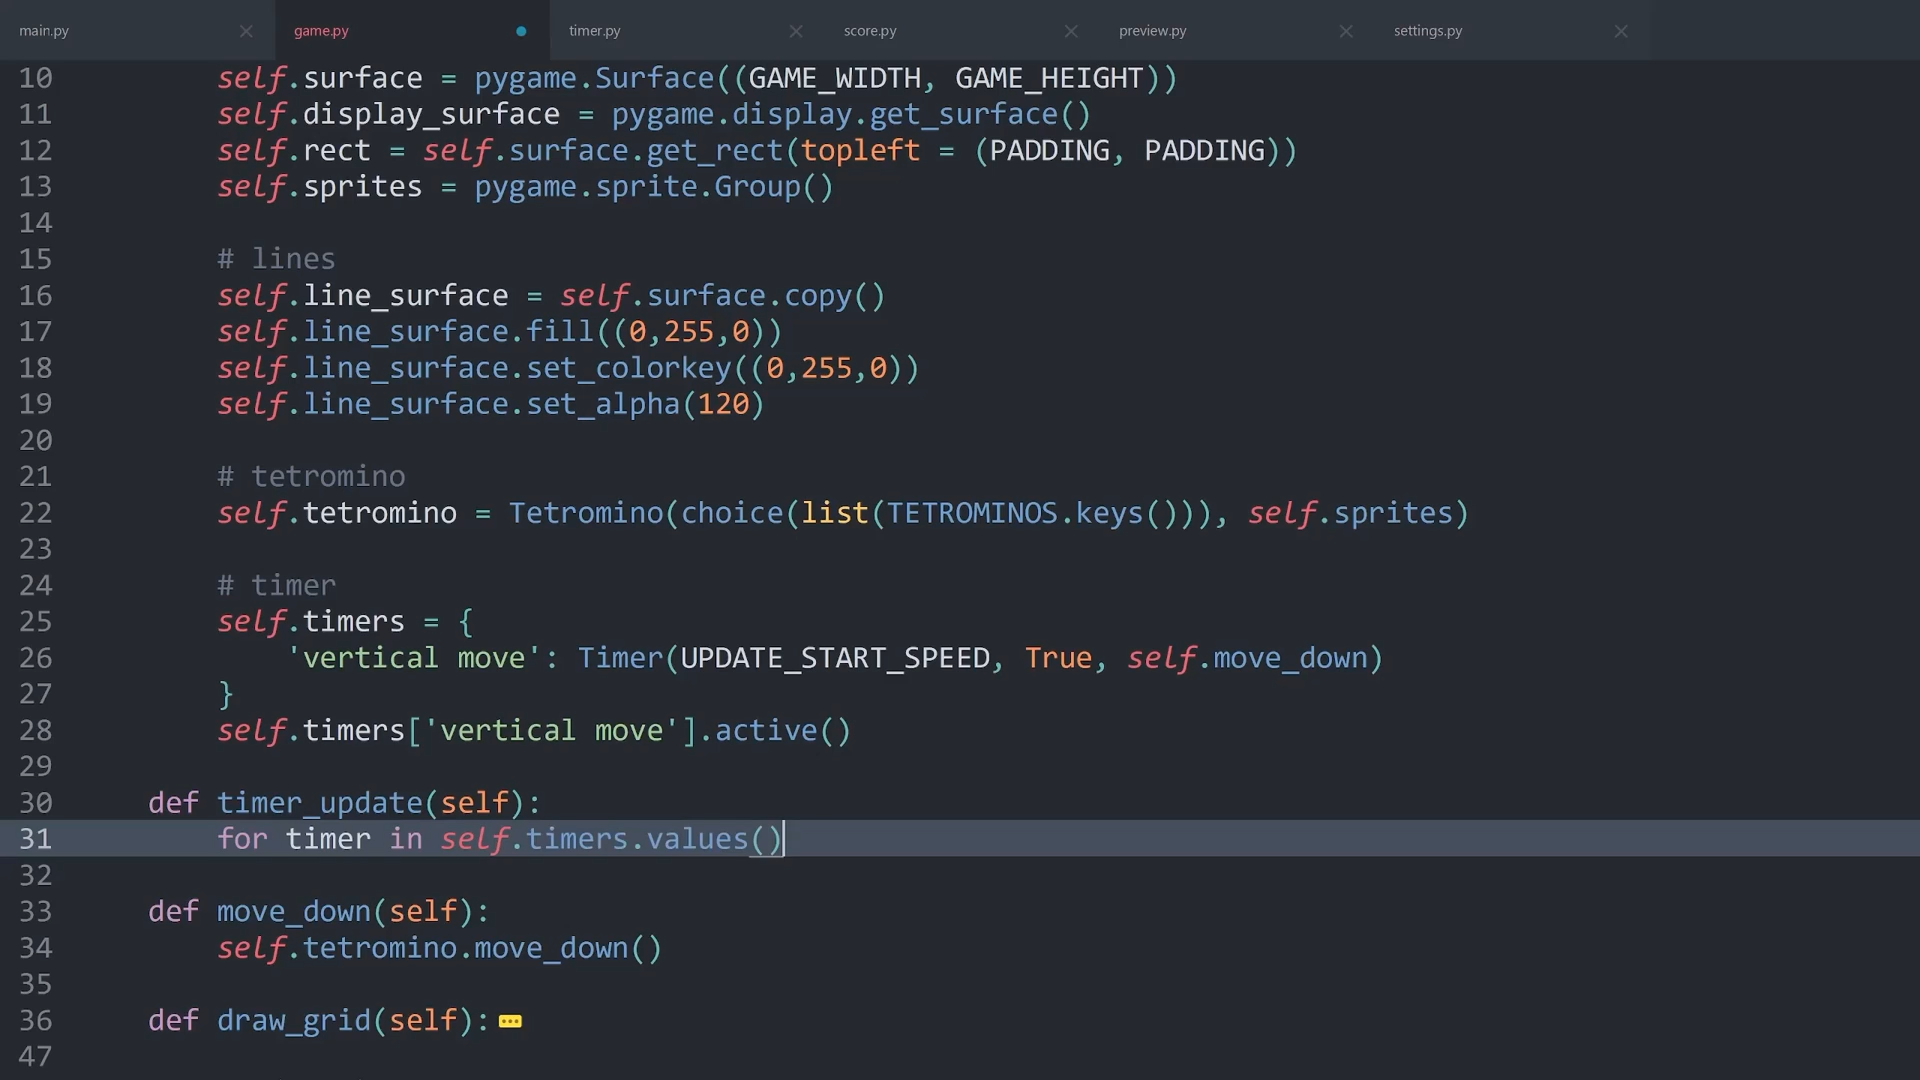 main.py game.py timer.py score.py preview.py settings.py
10 self.surface = pygame.Surface((GAME_WIDTH, GAME_HEIGHT))
11 self.display_surface = pygame.display.get_surface()
12 self.rect = self.surface.get_rect(topleft = (PADDING, PADDING))
13 self.sprites = pygame.sprite.Group()
14
15 # lines
16 self.line_surface = self.surface.copy()
17 self.line_surface.fill((0,255,0))
18 self.line_surface.set_colorkey((0,255,0))
19 self.line_surface.set_alpha(120)
20
21 # tetromino
22 self.tetromino = Tetromino(choice(list(TETROMINOS.keys())), self.sprites)
23
24 # timer
25 self.timers = {
26 'vertical move': Timer(UPDATE_START_SPEED, True, self.move_down)
27 }
28 self.timers['vertical move'].active()
29
30 def timer_update(self):
31 for timer in self.timers.values()
32
33 def move_down(self):
34 self.tetromino.move_down()
35
36 def draw_grid(self):
47